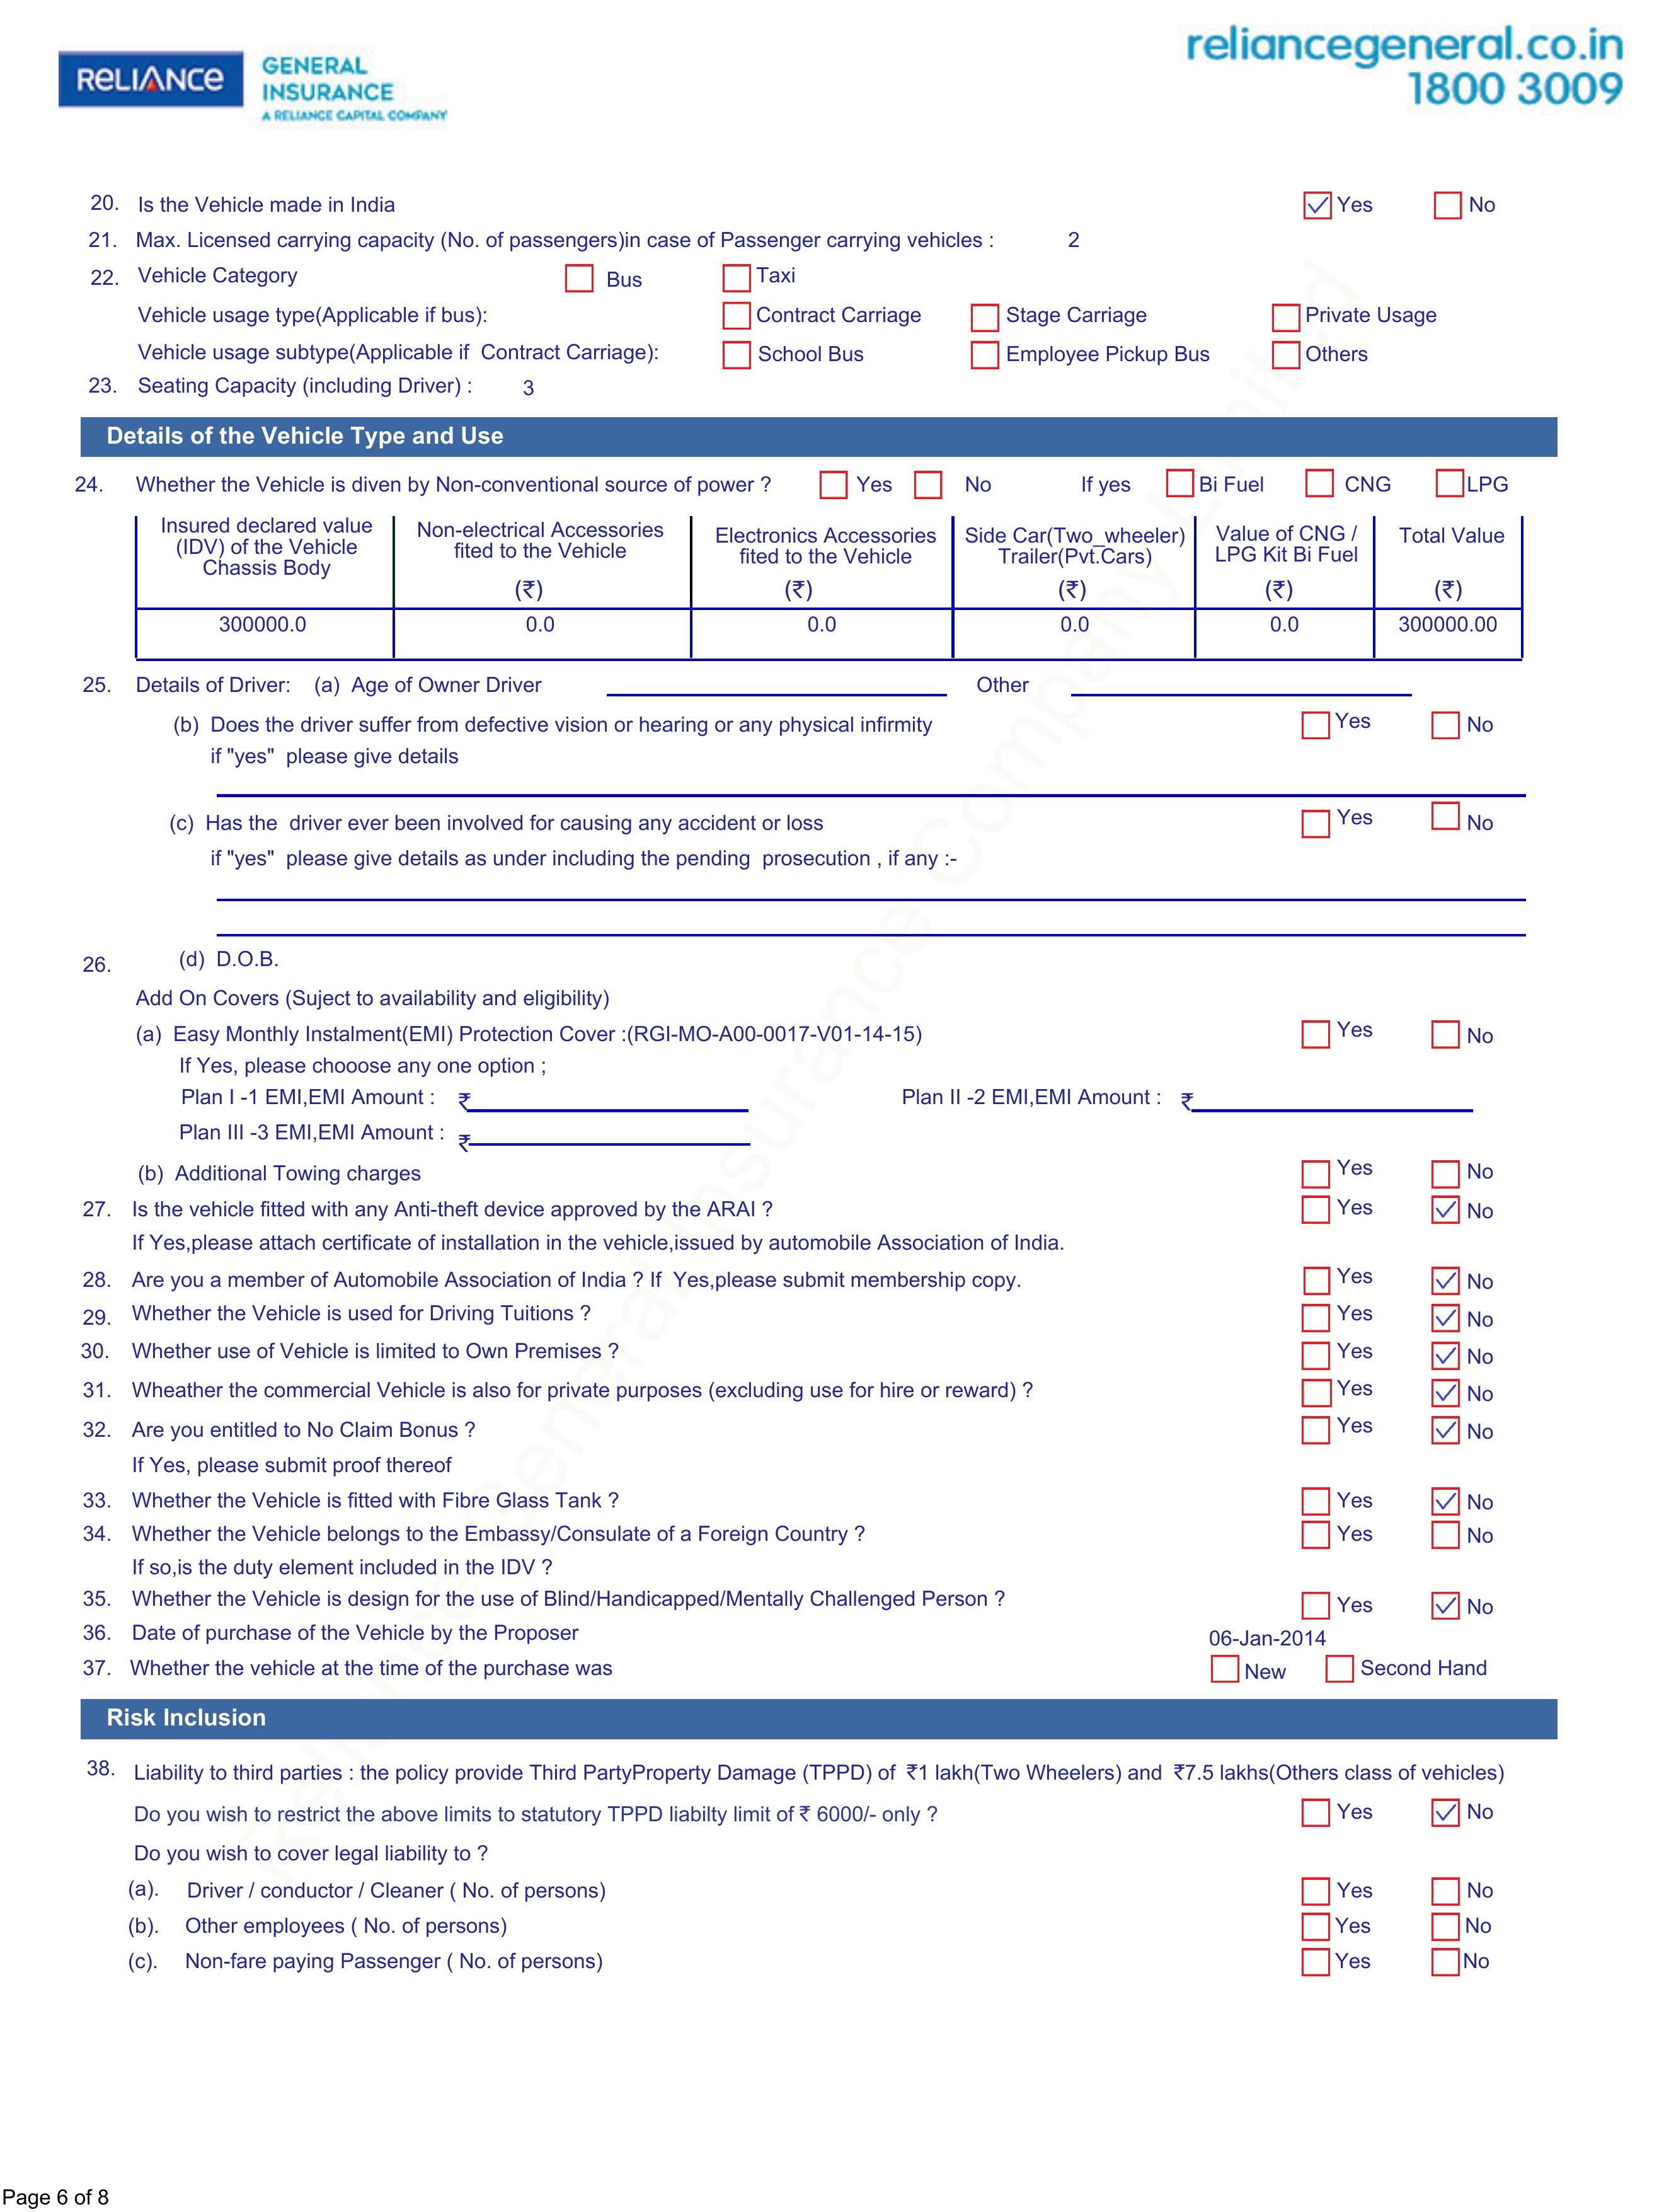 RELIANCE GENERAL INSURANCE A RELIANCE CAPITAL COMPANY
reliancegeneral.co.in
1800 3009
20. Is the Vehicle made in India Yes No
21. Max. Licensed carrying capacity (No. of passengers)in case of Passenger carrying vehicles : 2
22. Vehicle Category Bus Taxi
Vehicle usage type(Applicable if bus): Contract Carriage Stage Carriage Private Usage
Vehicle usage subtype(Applicable if Contract Carriage): School Bus Employee Pickup Bus Others
23. Seating Capacity (including Driver) : 3
Details of the Vehicle Type and Use
24. Whether the Vehicle is diven by Non-conventional source of power ? Yes No If yes Bi Fuel CNG LPG
Insured declared value (IDV) of the Vehicle Chassis Body
Non-electrical Accessories fited to the Vehicle (₹)
Electronics Accessories fited to the Vehicle (₹)
Side Car(Two_wheeler) Trailer(Pvt.Cars) (₹)
Value of CNG / LPG Kit Bi Fuel (₹)
Total Value (₹)
300000.0 0.0 0.0 0.0 0.0 300000.00
25. Details of Driver: (a) Age of Owner Driver Other
(b) Does the driver suffer from defective vision or hearing or any physical infirmity Yes No
if "yes" please give details
(c) Has the driver ever been involved for causing any accident or loss Yes No
if "yes" please give details as under including the pending prosecution , if any :-
26. (d) D.O.B.
Add On Covers (Suject to availability and eligibility)
(a) Easy Monthly Instalment(EMI) Protection Cover :(RGI-MO-A00-0017-V01-14-15) Yes No
If Yes, please chooose any one option ;
Plan I -1 EMI,EMI Amount : ₹ Plan II -2 EMI,EMI Amount : ₹
Plan III -3 EMI,EMI Amount : ₹
(b) Additional Towing charges Yes No
27. Is the vehicle fitted with any Anti-theft device approved by the ARAI ? Yes No
If Yes,please attach certificate of installation in the vehicle,issued by automobile Association of India.
28. Are you a member of Automobile Association of India ? If Yes,please submit membership copy. Yes No
29. Whether the Vehicle is used for Driving Tuitions ? Yes No
30. Whether use of Vehicle is limited to Own Premises ? Yes No
31. Wheather the commercial Vehicle is also for private purposes (excluding use for hire or reward) ? Yes No
32. Are you entitled to No Claim Bonus ? Yes No
If Yes, please submit proof thereof
33. Whether the Vehicle is fitted with Fibre Glass Tank ? Yes No
34. Whether the Vehicle belongs to the Embassy/Consulate of a Foreign Country ? Yes No
If so,is the duty element included in the IDV ?
35. Whether the Vehicle is design for the use of Blind/Handicapped/Mentally Challenged Person ? Yes No
36. Date of purchase of the Vehicle by the Proposer 06-Jan-2014
37. Whether the vehicle at the time of the purchase was New Second Hand
Risk Inclusion
38. Liability to third parties : the policy provide Third PartyProperty Damage (TPPD) of ₹1 lakh(Two Wheelers) and ₹7.5 lakhs(Others class of vehicles)
Do you wish to restrict the above limits to statutory TPPD liabilty limit of ₹ 6000/- only ? Yes No
Do you wish to cover legal liability to ?
(a). Driver / conductor / Cleaner ( No. of persons) Yes No
(b). Other employees ( No. of persons) Yes No
(c). Non-fare paying Passenger ( No. of persons) Yes No
Reliance General Insurance Company Limited
Page 6 of 8